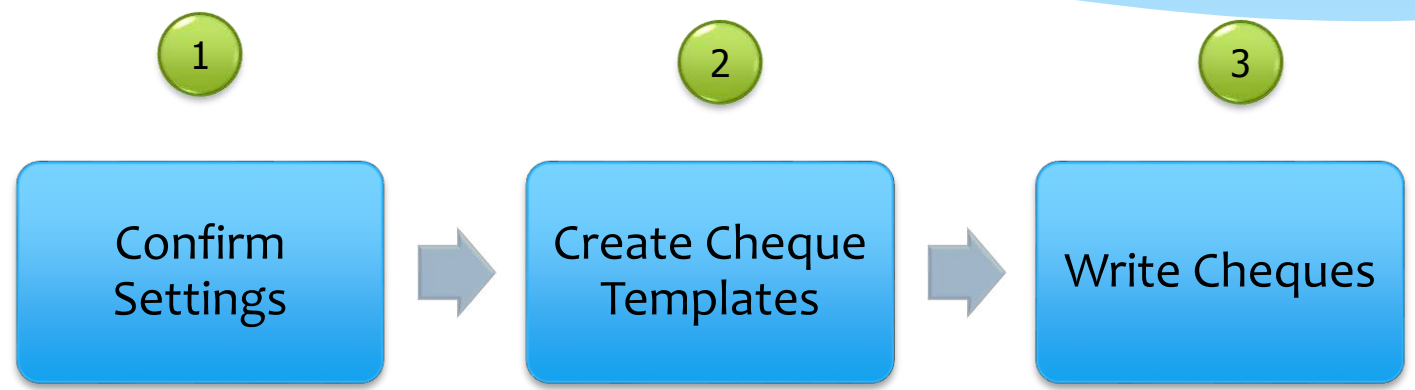 1
2
3
Confirm
Settings
Create Cheque
Templates
Write Cheques